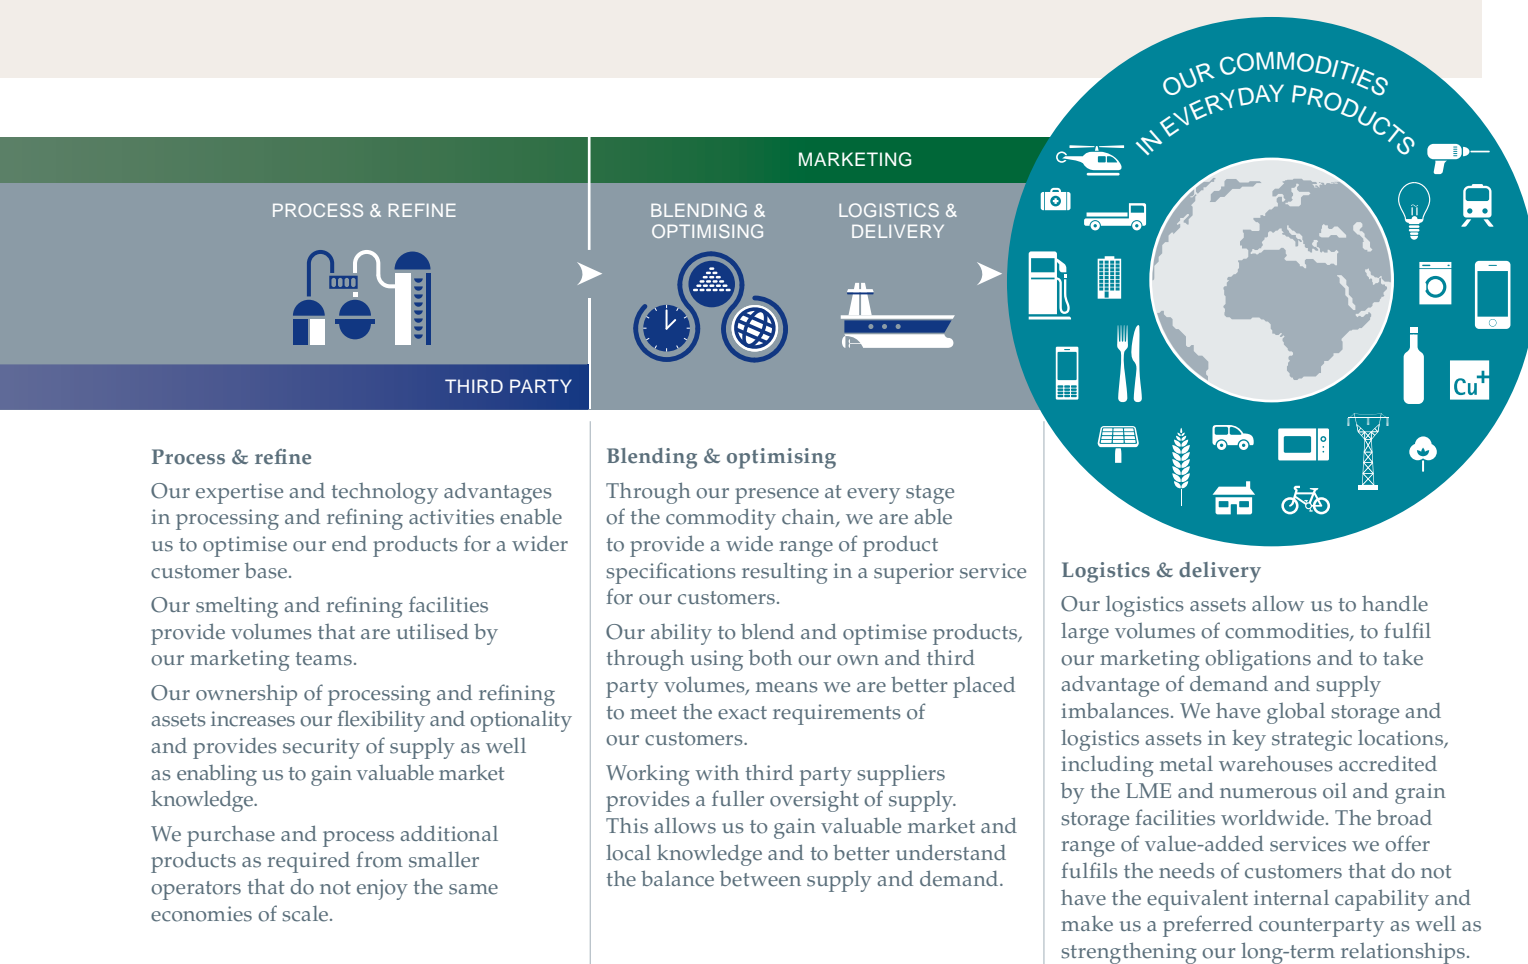 OUR COMMODITIES
IN EVERYDAY PRODUCTS
MARKETING
PROCESS & REFINE
BLENDING &
OPTIMISING
LOGISTICS &
DELIVERY
THIRD PARTY
Cu+
Process & refine
Our expertise and technology advantages
in processing and refining activities enable
us to optimise our end products for a wider
customer base.
Our smelting and refining facilities
provide volumes that are utilised by
our marketing teams.
Our ownership of processing and refining
assets increases our flexibility and optionality
and provides security of supply as well
as enabling us to gain valuable market
knowledge.
We purchase and process additional
products as required from smaller
operators that do not enjoy the same
economies of scale.
Blending & optimising
Through our presence at every stage
of the commodity chain, we are able
to provide a wide range of product
specifications resulting in a superior service
for our customers.
Our ability to blend and optimise products,
through using both our own and third
party volumes, means we are better placed
to meet the exact requirements of
our customers.
Working with third party suppliers
provides a fuller oversight of supply.
This allows us to gain valuable market and
local knowledge and to better understand
the balance between supply and demand.
Logistics & delivery
Our logistics assets allow us to handle
large volumes of commodities, to fulfil
our marketing obligations and to take
advantage of demand and supply
imbalances. We have global storage and
logistics assets in key strategic locations,
including metal warehouses accredited
by the LME and numerous oil and grain
storage facilities worldwide. The broad
range of value-added services we offer
fulfils the needs of customers that do not
have the equivalent internal capability and
make us a preferred counterparty as well as
strengthening our long-term relationships.